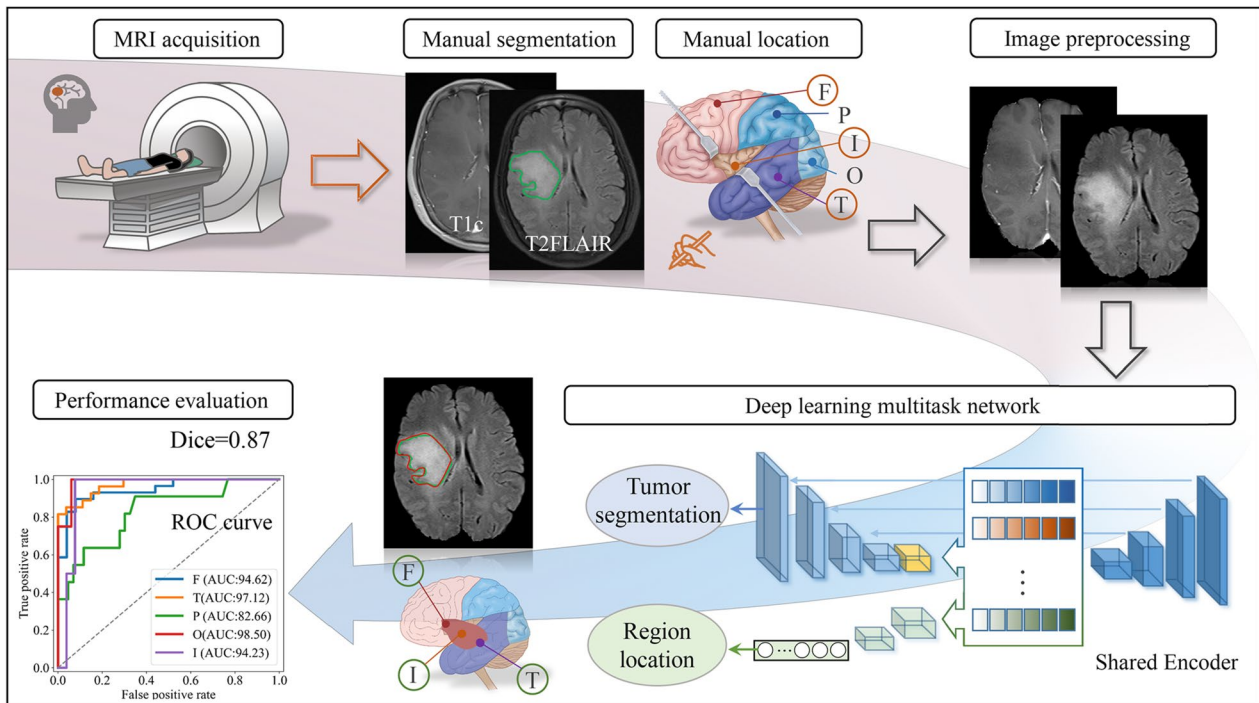 MRI acquisition
Manual segmentation
Manual location
Image preprocessing
T1c
T2FLAIR
F
P
I
O
T
Performance evaluation
Dice=0.87
ROC curve
True positive rate
1.0
0.8
0.6
0.4
0.2
0.0
F (AUC:94.62)
T(AUC:97.12)
P (AUC:82.66)
O(AUC:98.50)
I (AUC:94.23)
0.0 0.2 0.4 0.6 0.8 1.0
False positive rate
F
I
T
Deep learning multitask network
Tumor
segmentation
Region
location
Shared Encoder